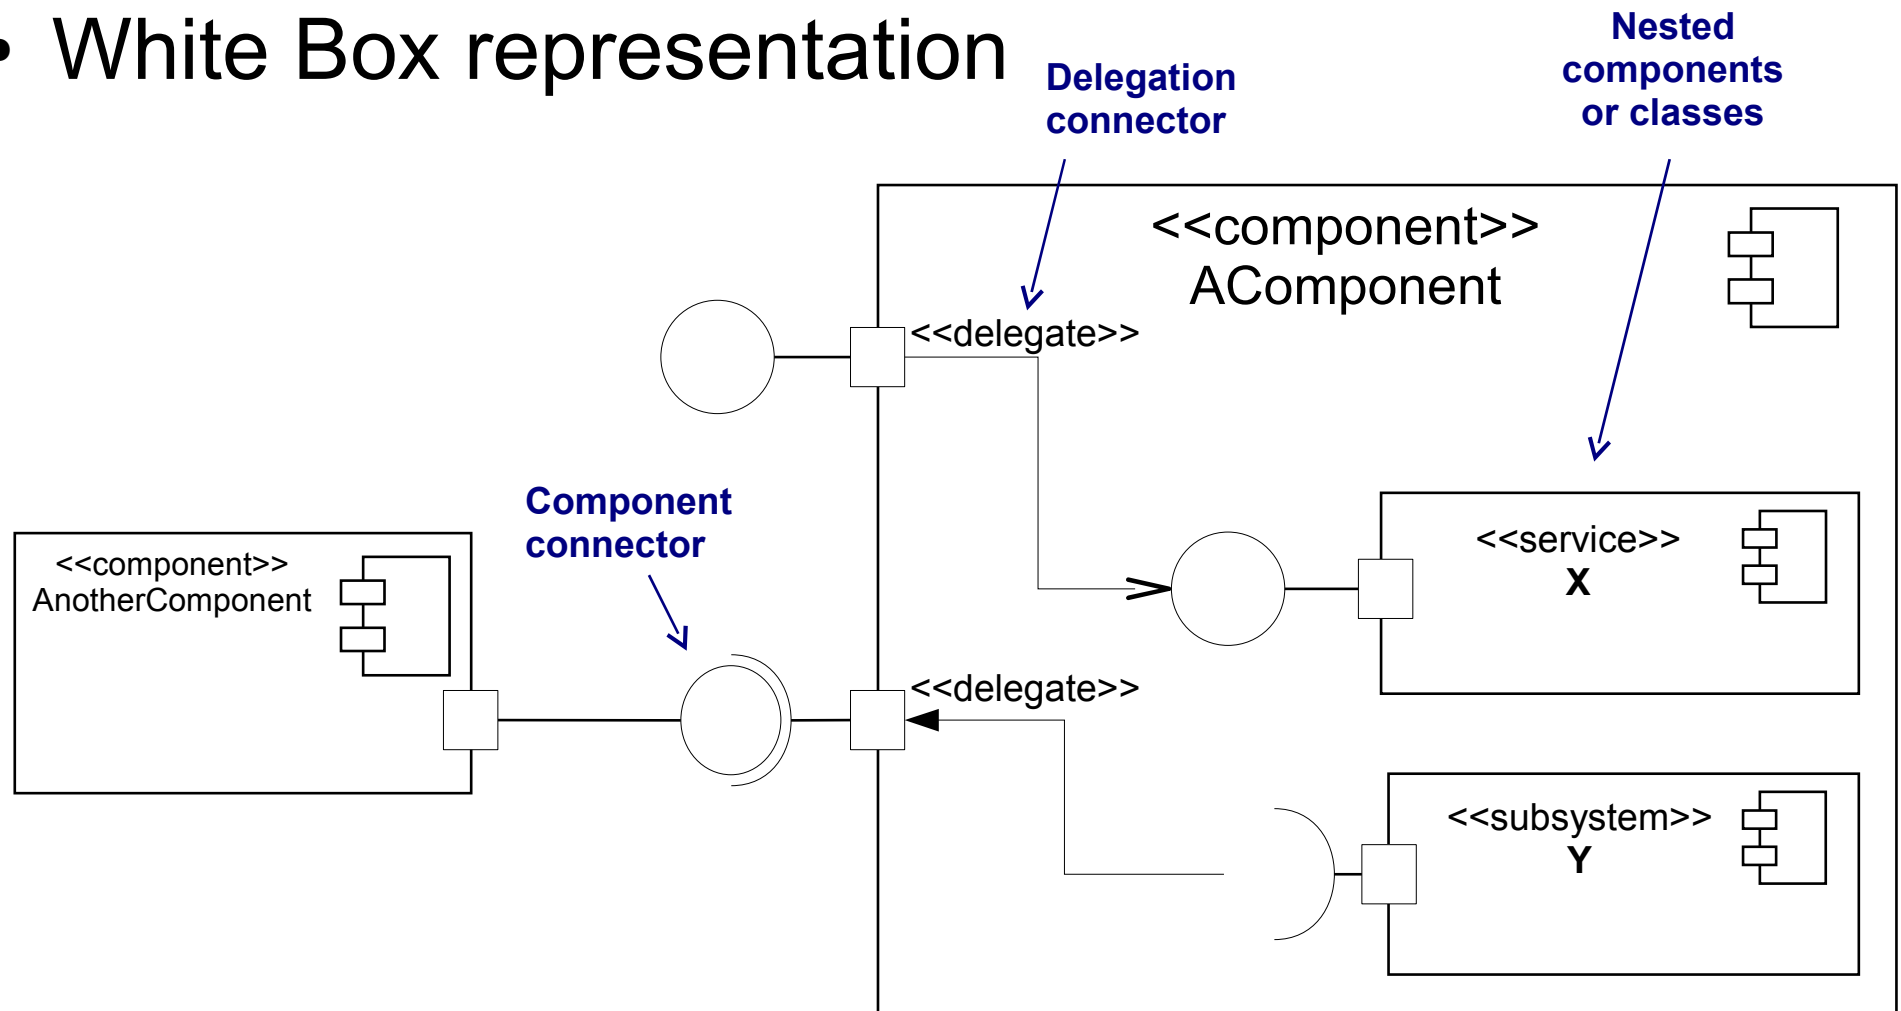 • White Box representation
Delegation
connector
Nested
components
or classes
<<component>>
AComponent
<<delegate>>
Component
connector
<<component>>
AnotherComponent
<<service>>
X
<<delegate>>
<<subsystem>>
Y